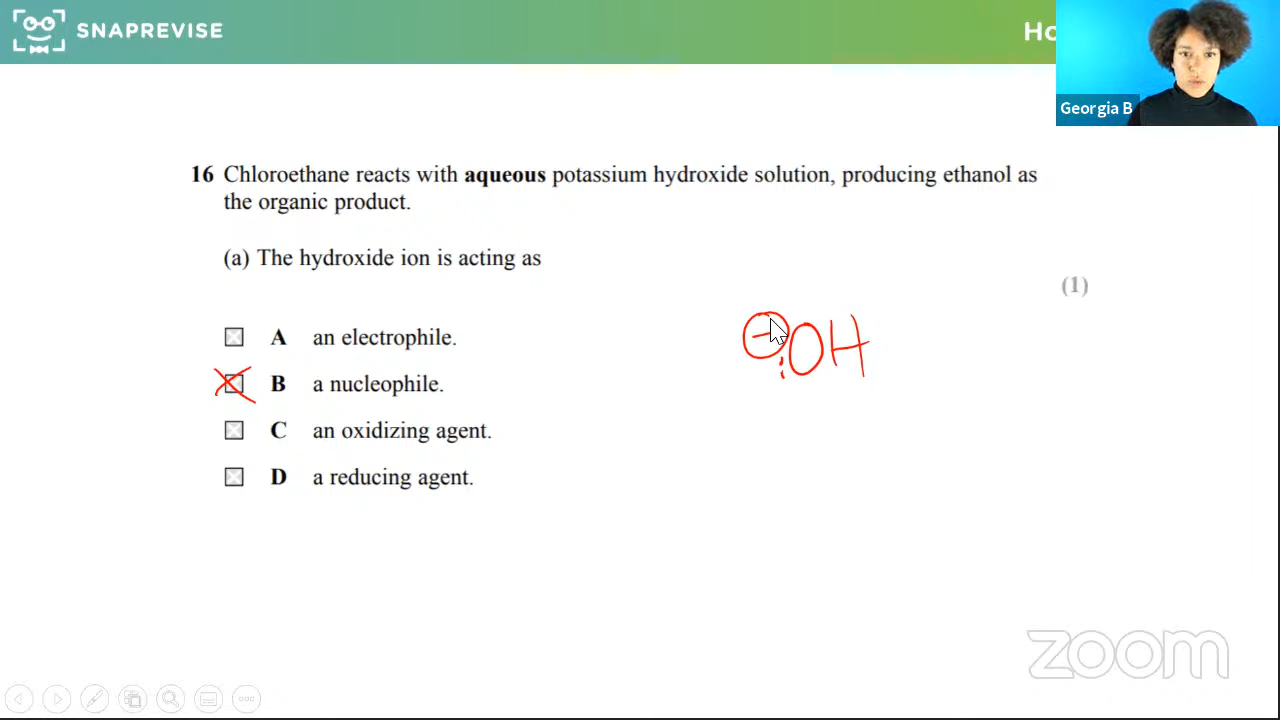 SNAPREVISE
Georgia B
16 Chloroethane reacts with aqueous potassium hydroxide solution, producing ethanol as
the organic product.
(a) The hydroxide ion is acting as
(1)
A an electrophile.
B a nucleophile.
C an oxidizing agent.
D a reducing agent.
⊖:OH
zoom